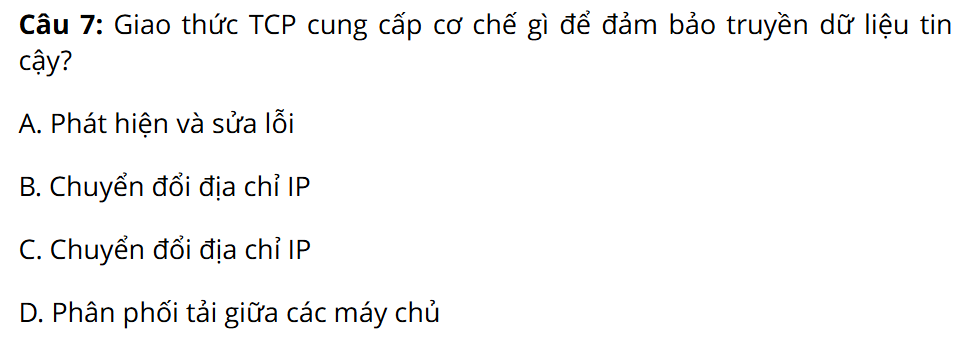 Câu 7: Giao thức TCP cung cấp cơ chế gì để đảm bảo truyền dữ liệu tin
cậy?
A. Phát hiện và sửa lỗi
B. Chuyển đổi địa chỉ IP
C. Chuyển đổi địa chỉ IP
D. Phân phối tải giữa các máy chủ